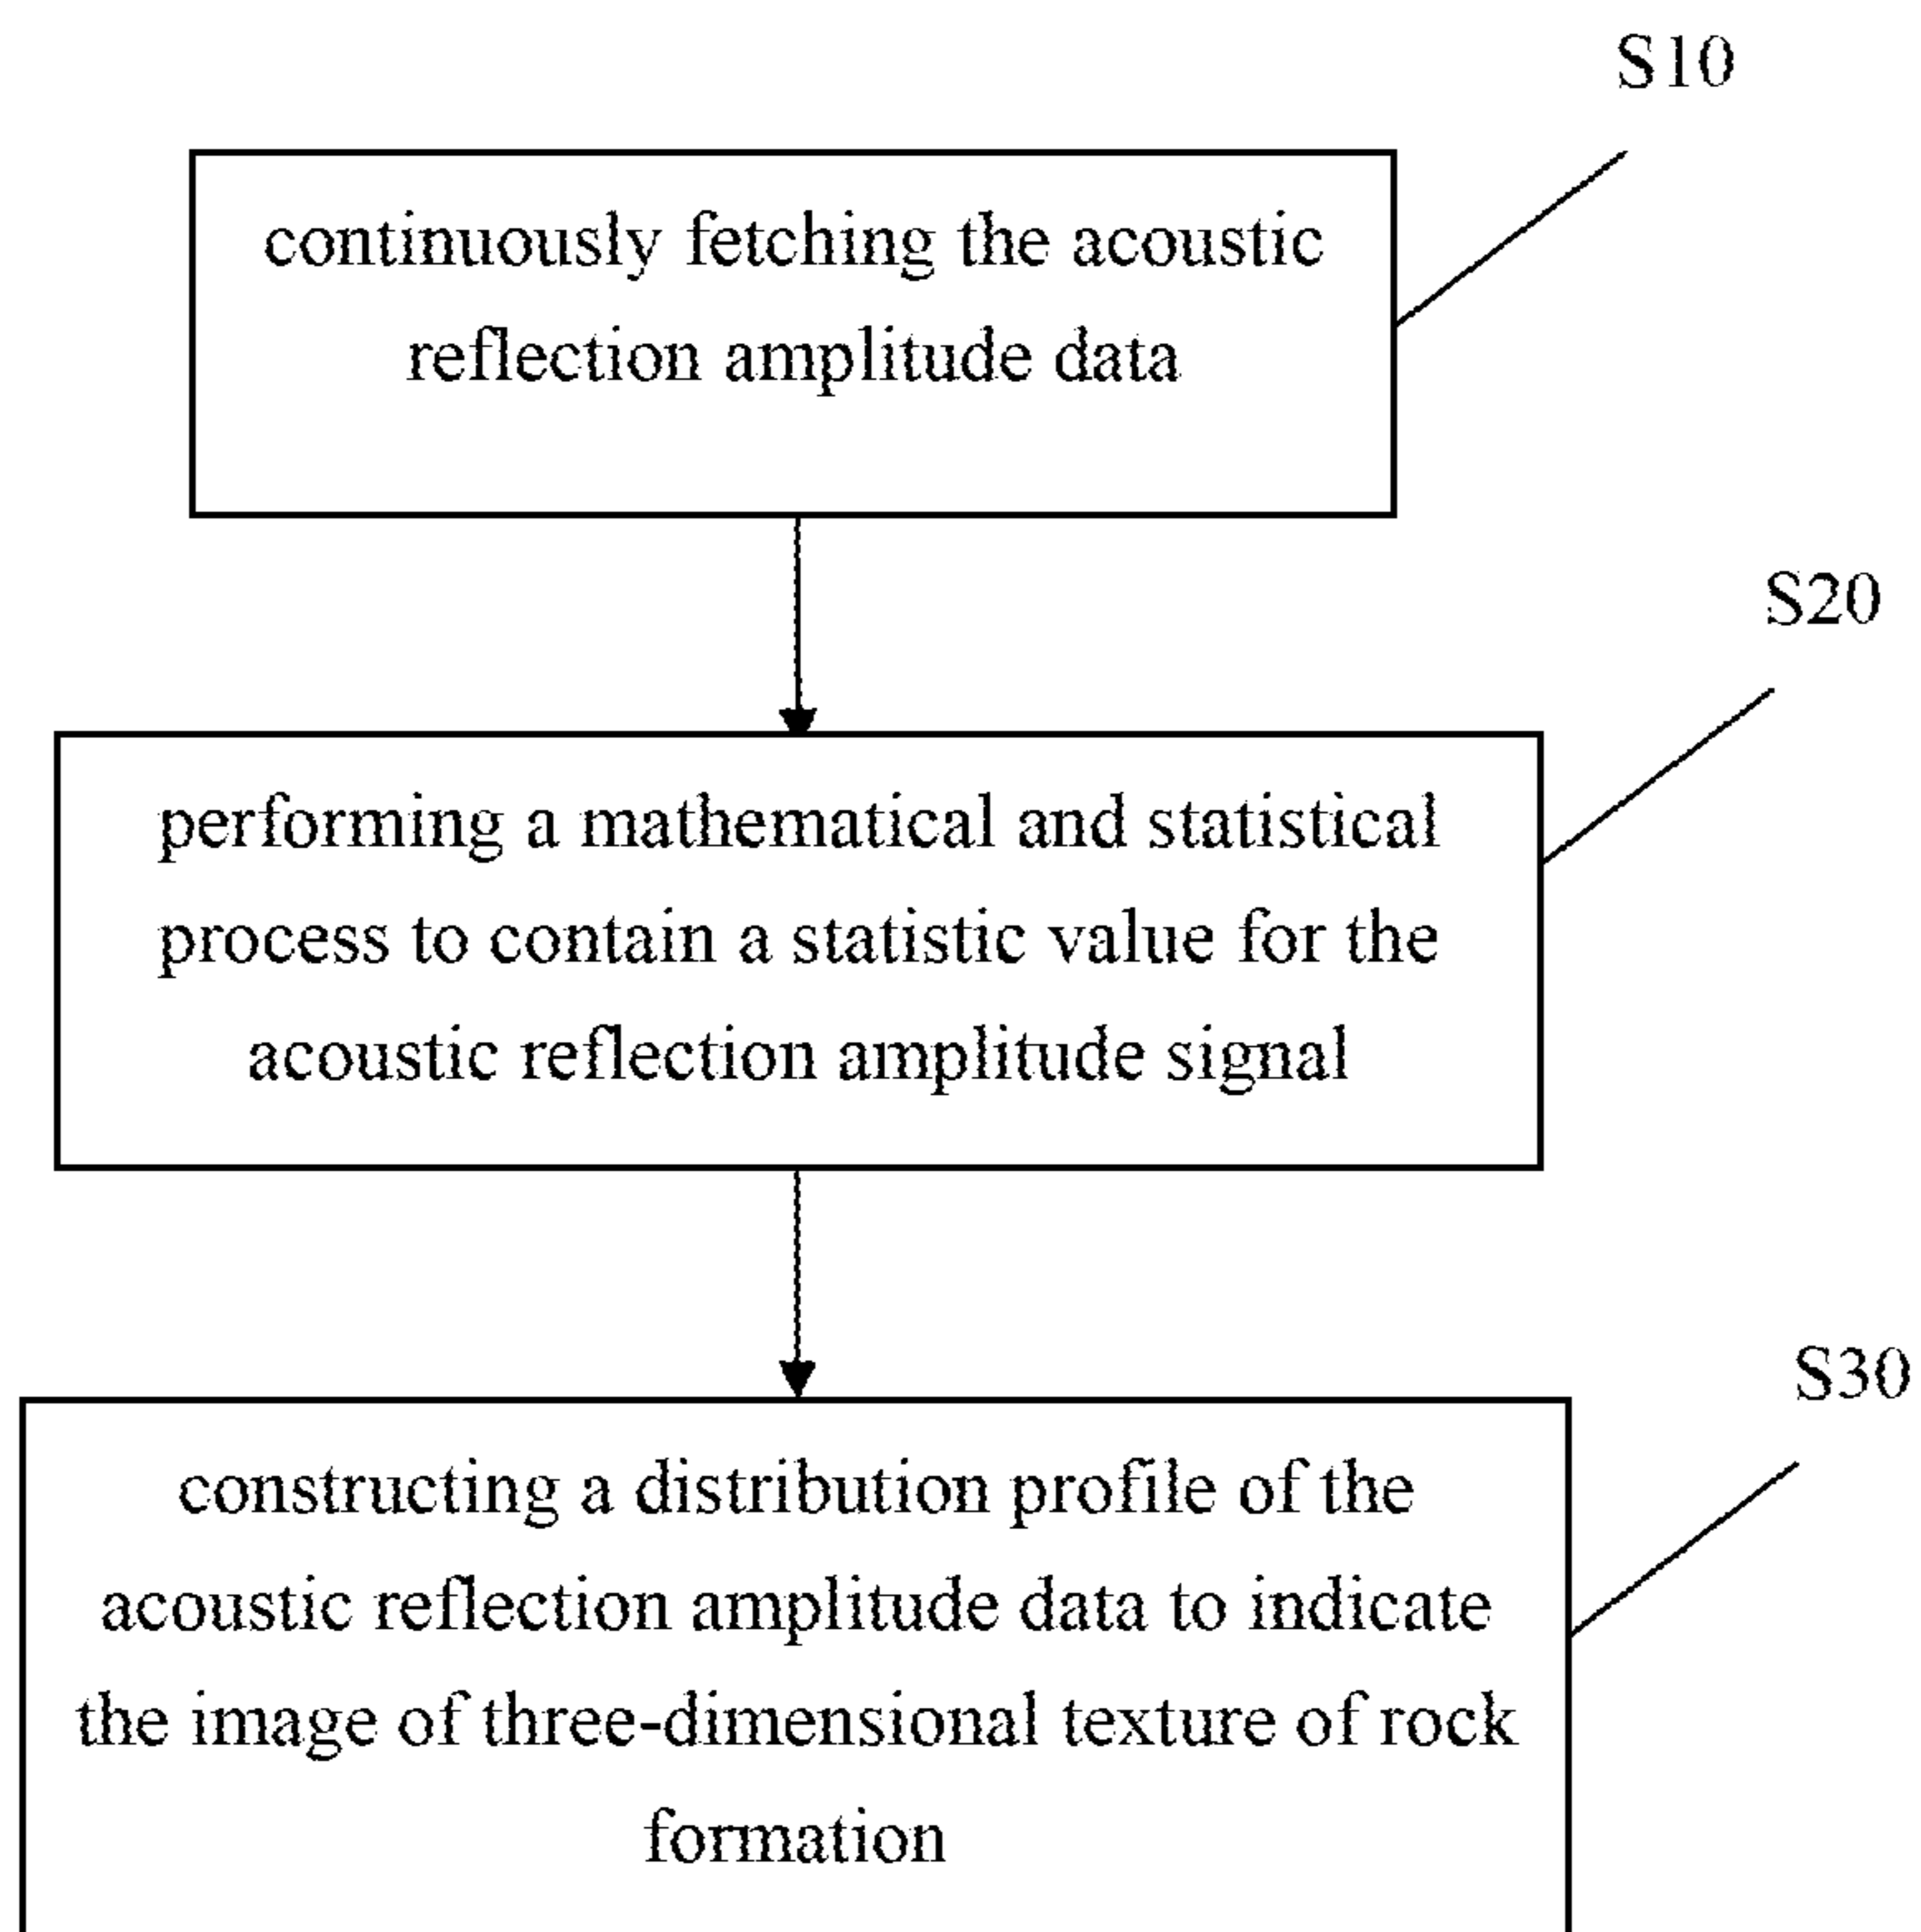 S10
continuously fetching the acoustic
reflection amplitude data
S20
performing a mathematical and statistical
process to contain a statistic value for the
acoustic reflection amplitude signal
S30
constructing a distribution profile of the
acoustic reflection amplitude data to indicate
the image of three-dimensional texture of rock
formation